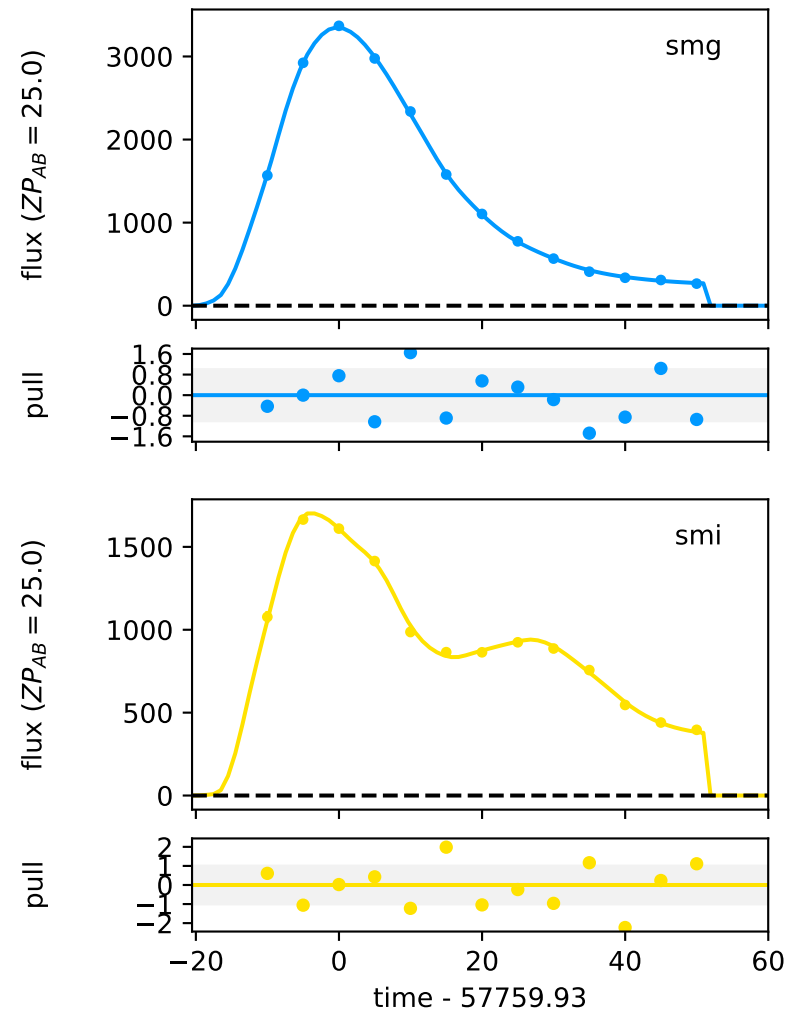 smg
flux (ZP_AB = 25.0)
3000
2000
1000
0
pull
1.6
0.8
0.0
−0.8
−1.6
smi
flux (ZP_AB = 25.0)
1500
1000
500
0
pull
2
1
0
−1
−2
−20 0 20 40 60
time - 57759.93